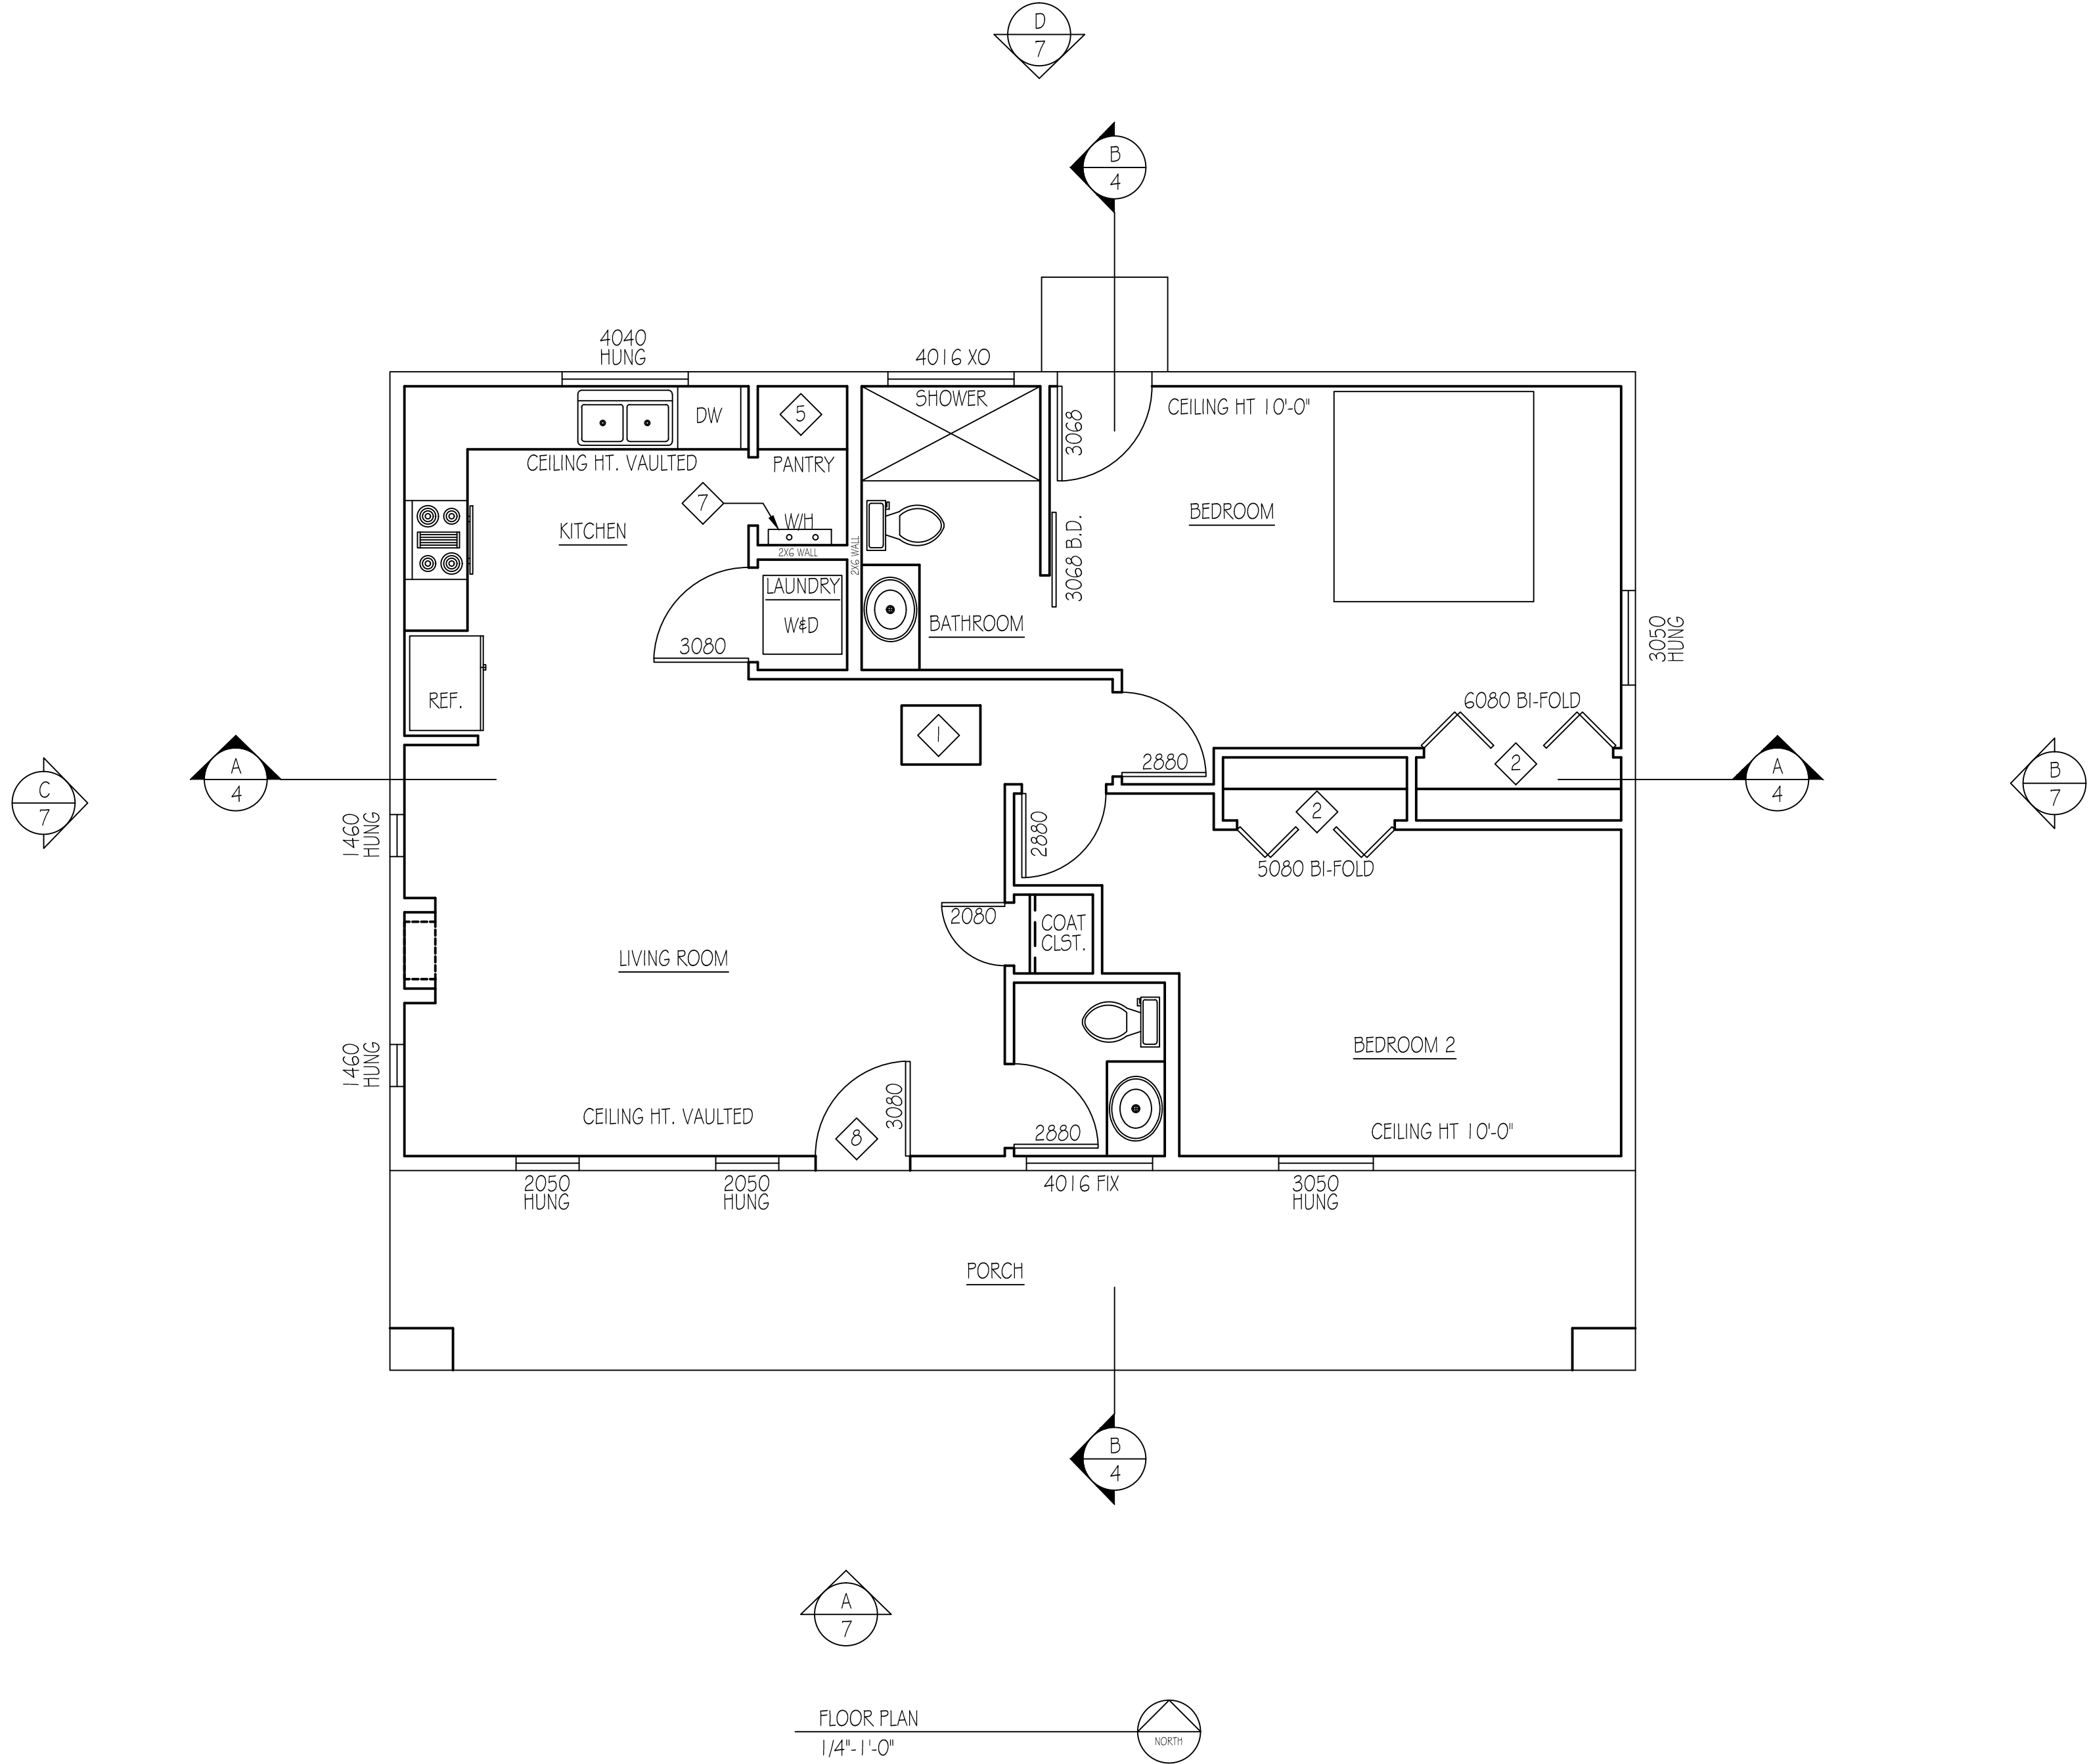 D
7
B
4
4040
HUNG
4016 XO
SHOWER
DW
5
3068
CEILING HT 10'-0"
CEILING HT. VAULTED
PANTRY
7
W/H
KITCHEN
BEDROOM
2X6 WALL
2X6 WALL
3068 B.D.
LAUNDRY
W&D
BATHROOM
3080
3050
HUNG
REF.
6080 BI-FOLD
1
2880
2
A
4
A
4
C
7
B
7
2
2880
1460
HUNG
5080 BI-FOLD
2080
COAT
CLST.
LIVING ROOM
BEDROOM 2
1460
HUNG
3080
CEILING HT. VAULTED
8
2880
CEILING HT 10'-0"
2050
HUNG
2050
HUNG
4016 FIX
3050
HUNG
PORCH
B
4
A
7
FLOOR PLAN
1/4"-1'-0"
NORTH